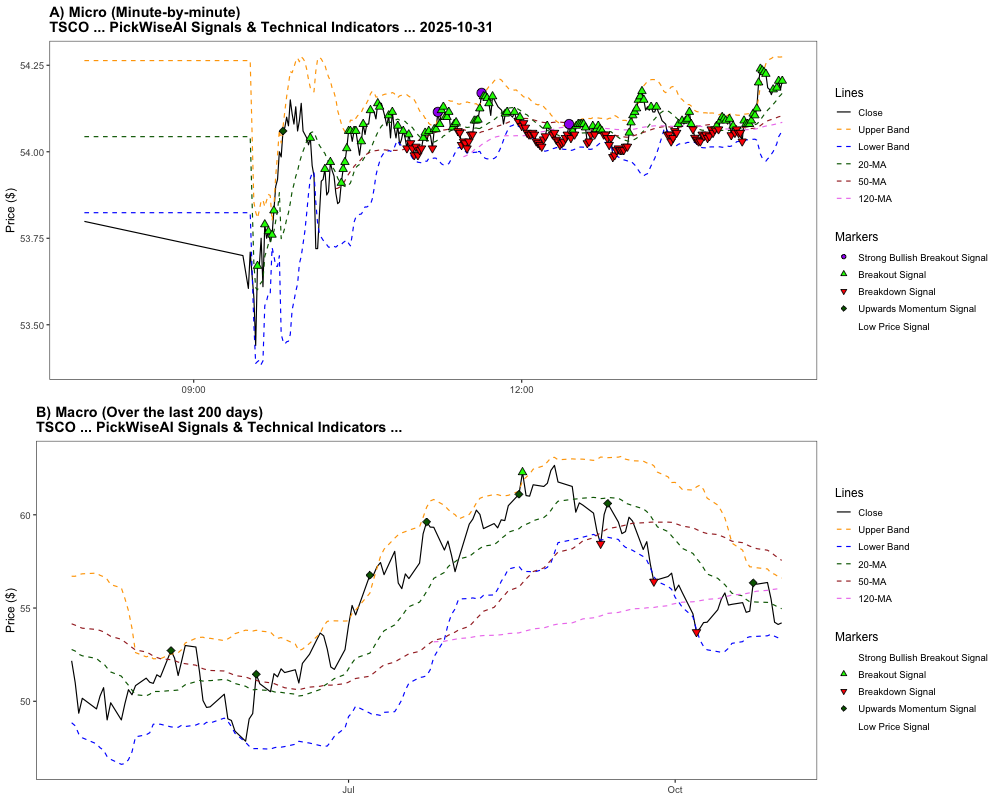 A) Micro (Minute-by-minute)
TSCO ... PickWiseAI Signals & Technical Indicators ... 2025-10-31
54.25
54.00
53.75
53.50
Price ($)
09:00
12:00
Lines
Close
Upper Band
Lower Band
20-MA
50-MA
120-MA
Markers
Strong Bullish Breakout Signal
Breakout Signal
Breakdown Signal
Upwards Momentum Signal
Low Price Signal
B) Macro (Over the last 200 days)
TSCO ... PickWiseAI Signals & Technical Indicators ...
60
55
50
Price ($)
Jul
Oct
Lines
Close
Upper Band
Lower Band
20-MA
50-MA
120-MA
Markers
Strong Bullish Breakout Signal
Breakout Signal
Breakdown Signal
Upwards Momentum Signal
Low Price Signal